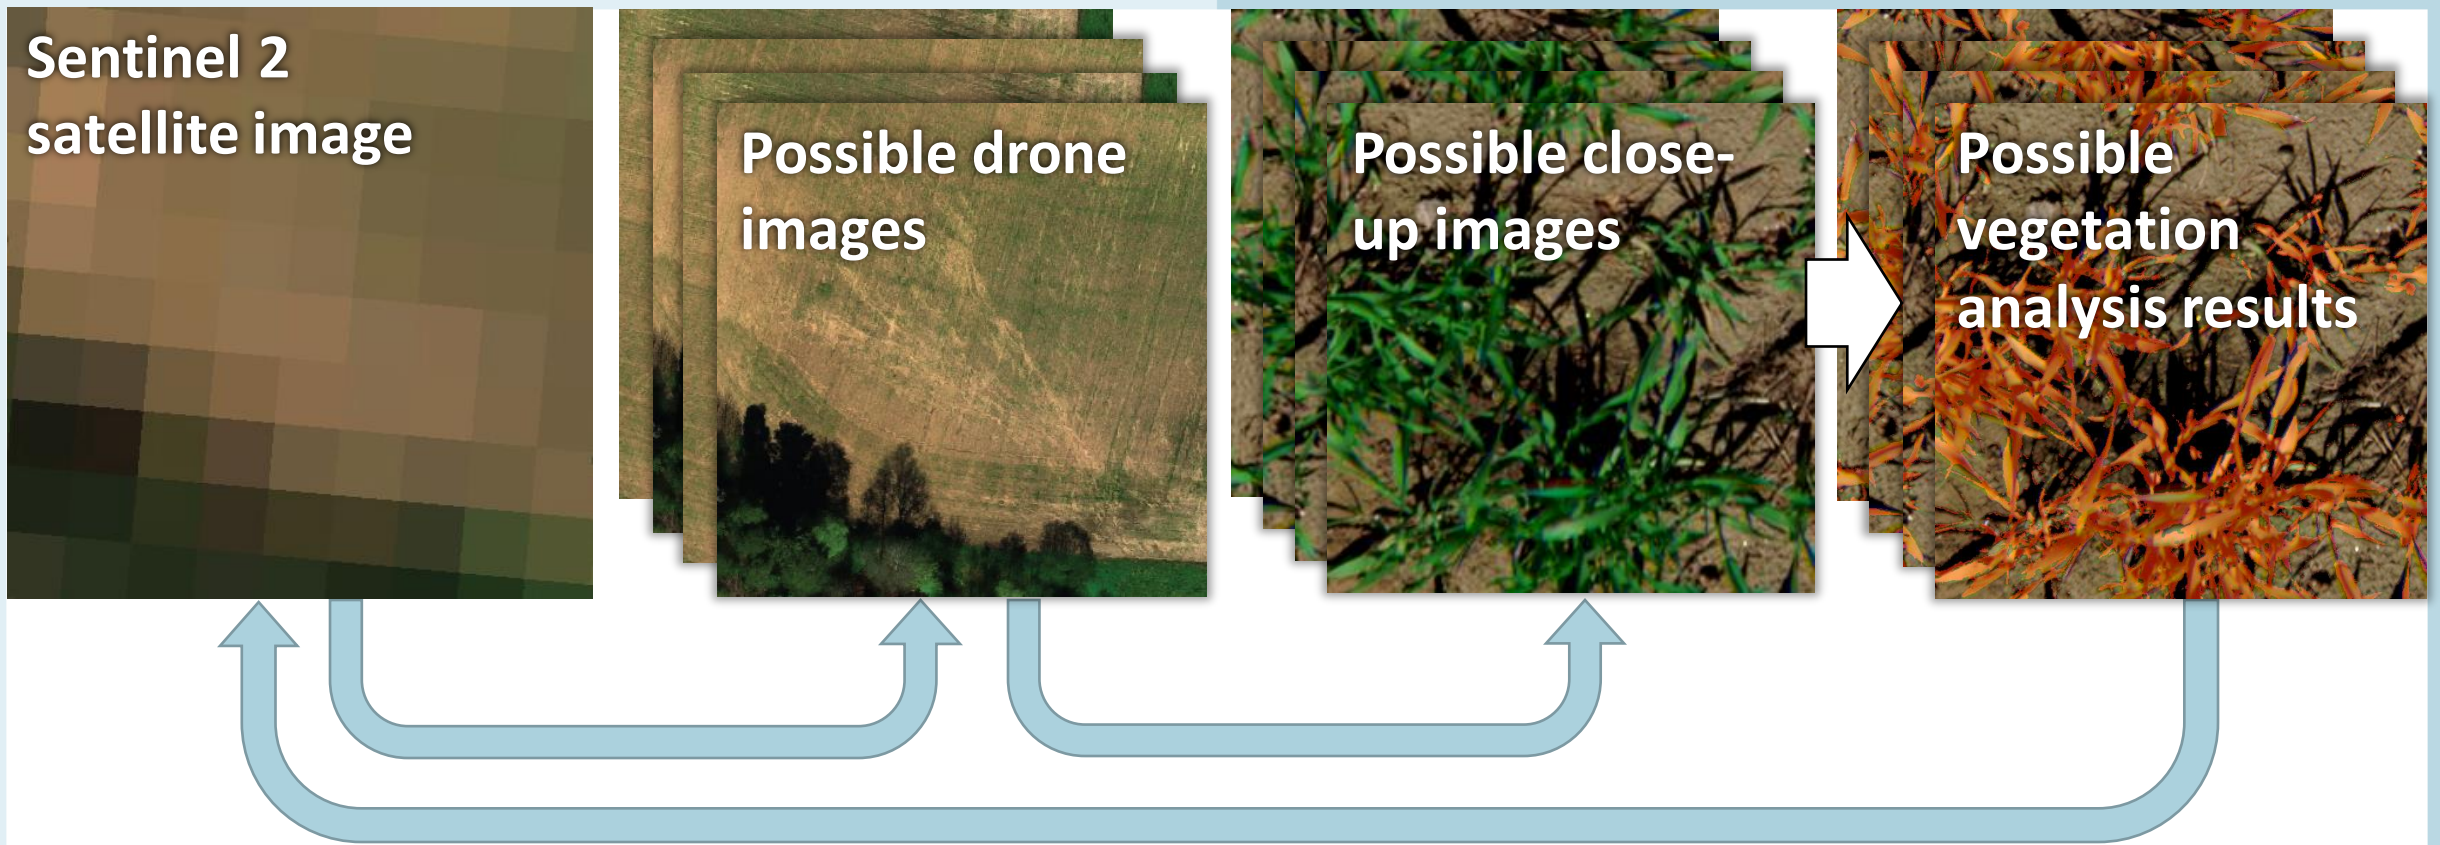 Sentinel 2
satellite image
Possible drone
images
Possible close-
up images
Possible
vegetation
analysis results